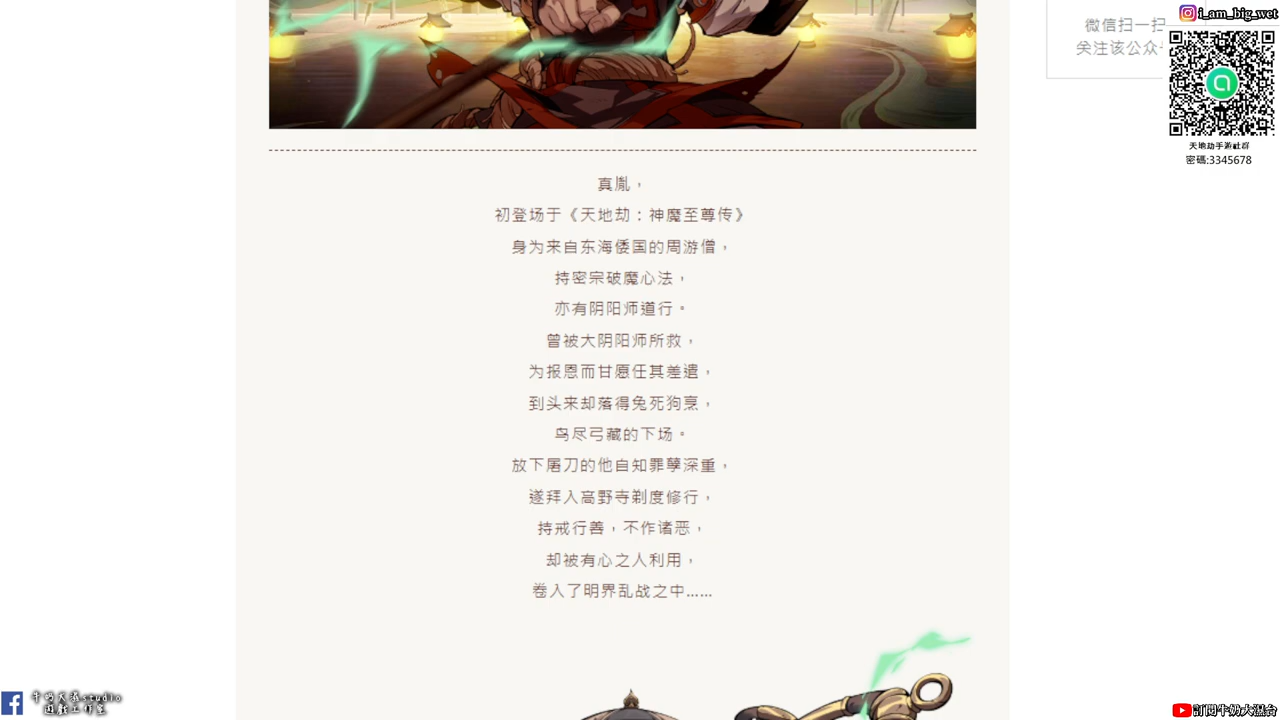 i_am_big_wet
微信扫一扫
关注该公众
天地劫手游社群
密碼:3345678
真胤，
初登场于《天地劫：神魔至尊传》
身为来自东海倭国的周游僧，
持密宗破魔心法，
亦有阴阳师道行。
曾被大阴阳师所救，
为报恩而甘愿任其差遣，
到头来却落得兔死狗烹，
鸟尽弓藏的下场。
放下屠刀的他自知罪孽深重，
遂拜入高野寺剃度修行，
持戒行善，不作诸恶，
却被有心之人利用，
卷入了明界乱战之中……
studio
遊戲工作室
訂閱牛奶大濕